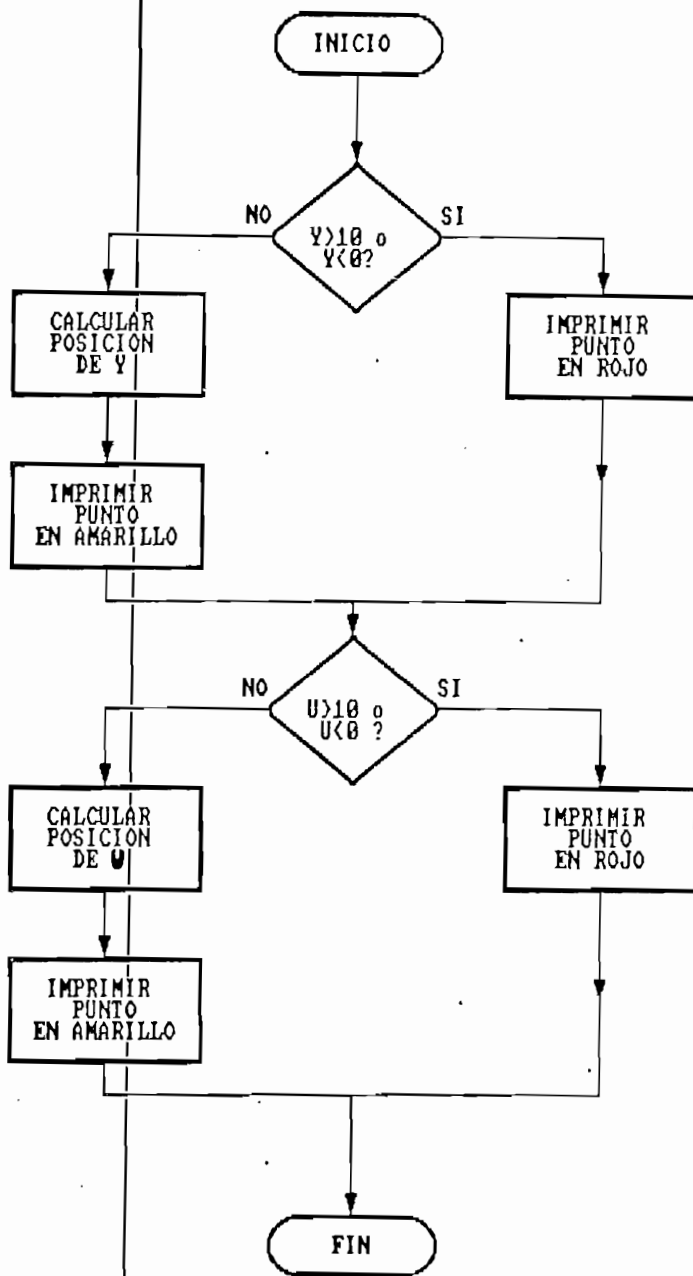 INICIO
NO
SI
Y>10 o
Y<0?
CALCULAR
POSICION
DE Y
IMPRIMIR
PUNTO
EN ROJO
IMPRIMIR
PUNTO
EN AMARILLO
NO
SI
U>10 o
U<0 ?
CALCULAR
POSICION
DE U
IMPRIMIR
PUNTO
EN ROJO
IMPRIMIR
PUNTO
EN AMARILLO
FIN